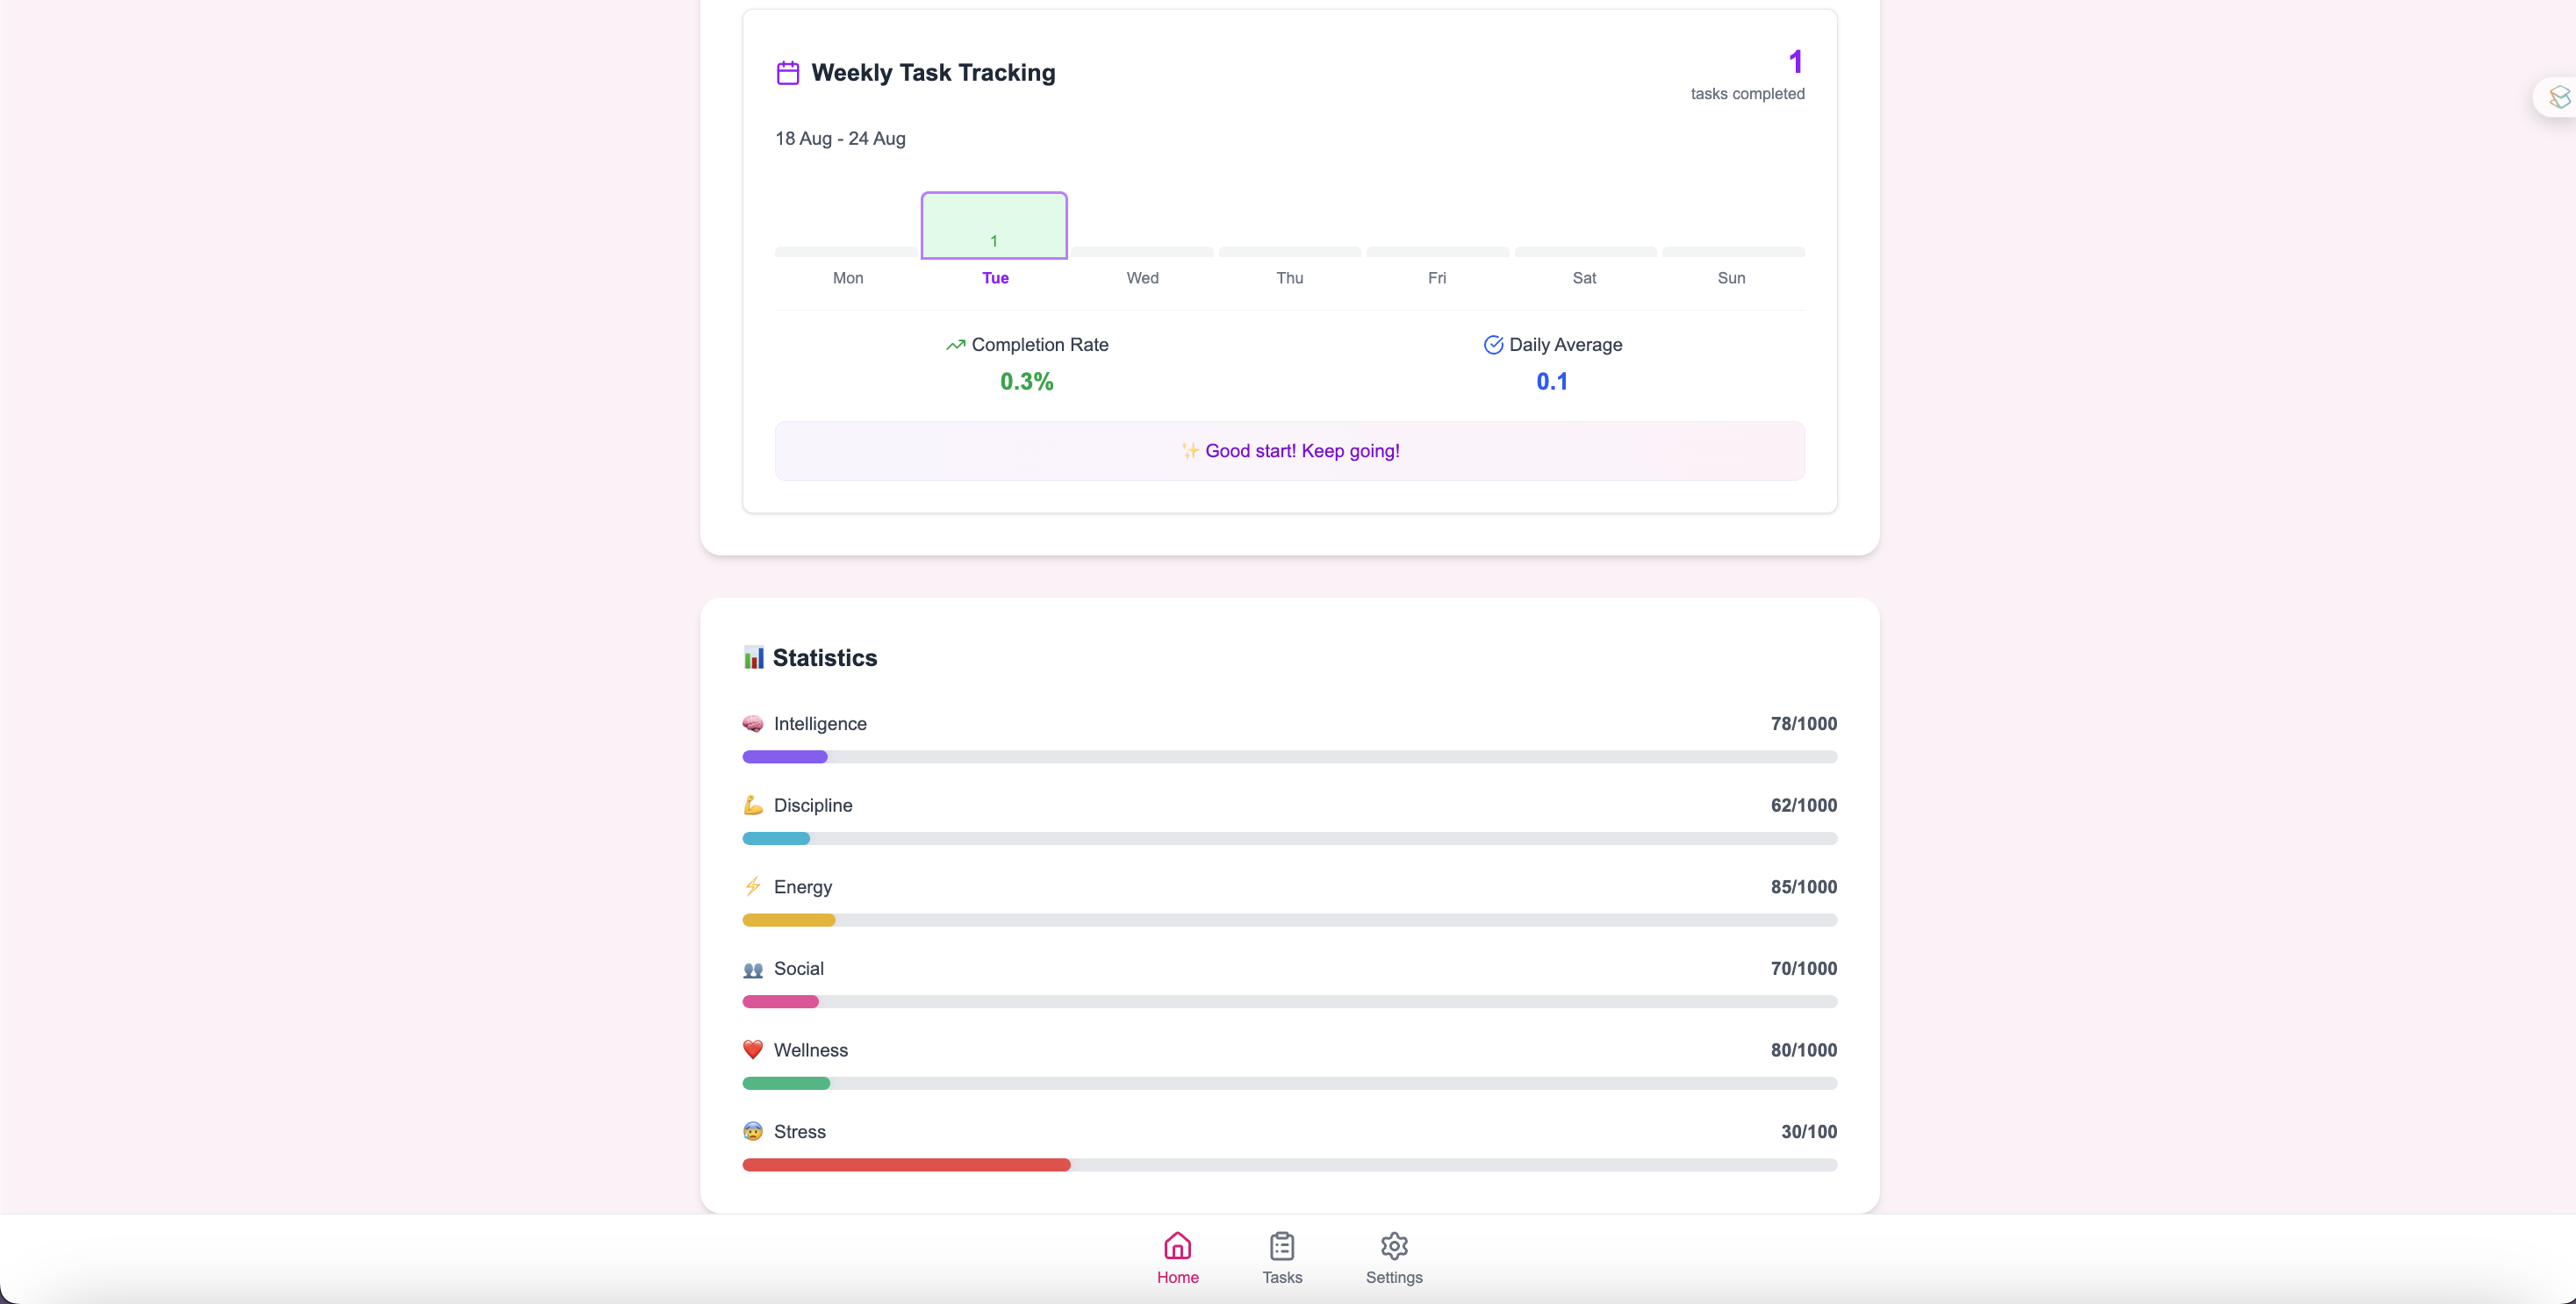 Weekly Task Tracking
1
tasks completed
18 Aug - 24 Aug
1
Mon Tue Wed Thu Fri Sat Sun
Completion Rate Daily Average
0.3% 0.1
✨ Good start! Keep going!
📊 Statistics
🧠 Intelligence 78/1000
💪 Discipline 62/1000
⚡ Energy 85/1000
👥 Social 70/1000
❤️ Wellness 80/1000
😰 Stress 30/100
Home Tasks Settings